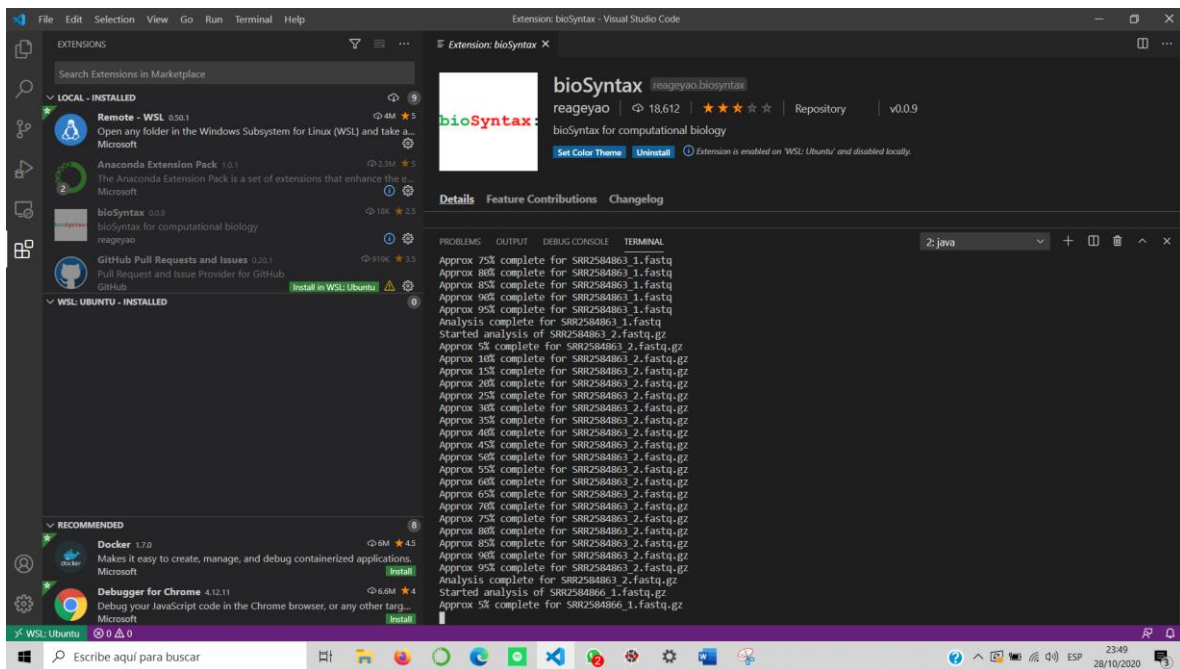 File Edit Selection View Go Run Terminal Help
Extension: bioSyntax - Visual Studio Code
EXTENSIONS
Search Extensions in Marketplace
LOCAL - INSTALLED 9
Remote - WSL 0.50.1 4M 5
Open any folder in the Windows Subsystem for Linux (WSL) and take a...
Microsoft
Anaconda Extension Pack 1.0.1 2.3M 5
The Anaconda Extension Pack is a set of extensions that enhance the e...
Microsoft
2
bioSyntax 0.0.9 18K 2.5
bioSyntax for computational biology
reageyao
GitHub Pull Requests and Issues 0.20.1 919K 3.5
Pull Request and Issue Provider for GitHub
GitHub Install in WSL: Ubuntu
WSL: UBUNTU - INSTALLED 0
RECOMMENDED 8
Docker 1.7.0 6M 4.5
Makes it easy to create, manage, and debug containerized applications.
Microsoft Install
Debugger for Chrome 4.12.11 6.6M 4
Debug your JavaScript code in the Chrome browser, or any other targ...
Microsoft Install
Extension: bioSyntax
bioSyntax:
bioSyntax reageyao.biosyntax
reageyao 18,612 Repository v0.0.9
bioSyntax for computational biology
Set Color Theme Uninstall Extension is enabled on 'WSL: Ubuntu' and disabled locally.
Details Feature Contributions Changelog
PROBLEMS OUTPUT DEBUG CONSOLE TERMINAL 2: java
Approx 75% complete for SRR2584863_1.fastq
Approx 80% complete for SRR2584863_1.fastq
Approx 85% complete for SRR2584863_1.fastq
Approx 90% complete for SRR2584863_1.fastq
Approx 95% complete for SRR2584863_1.fastq
Analysis complete for SRR2584863_1.fastq
Started analysis of SRR2584863_2.fastq.gz
Approx 5% complete for SRR2584863_2.fastq.gz
Approx 10% complete for SRR2584863_2.fastq.gz
Approx 15% complete for SRR2584863_2.fastq.gz
Approx 20% complete for SRR2584863_2.fastq.gz
Approx 25% complete for SRR2584863_2.fastq.gz
Approx 30% complete for SRR2584863_2.fastq.gz
Approx 35% complete for SRR2584863_2.fastq.gz
Approx 40% complete for SRR2584863_2.fastq.gz
Approx 45% complete for SRR2584863_2.fastq.gz
Approx 50% complete for SRR2584863_2.fastq.gz
Approx 55% complete for SRR2584863_2.fastq.gz
Approx 60% complete for SRR2584863_2.fastq.gz
Approx 65% complete for SRR2584863_2.fastq.gz
Approx 70% complete for SRR2584863_2.fastq.gz
Approx 75% complete for SRR2584863_2.fastq.gz
Approx 80% complete for SRR2584863_2.fastq.gz
Approx 85% complete for SRR2584863_2.fastq.gz
Approx 90% complete for SRR2584863_2.fastq.gz
Approx 95% complete for SRR2584863_2.fastq.gz
Analysis complete for SRR2584863_2.fastq.gz
Started analysis of SRR2584866_1.fastq.gz
Approx 5% complete for SRR2584866_1.fastq.gz
WSL: Ubuntu 0 0
Escribe aquí para buscar
ESP
23:49
28/10/2020
3